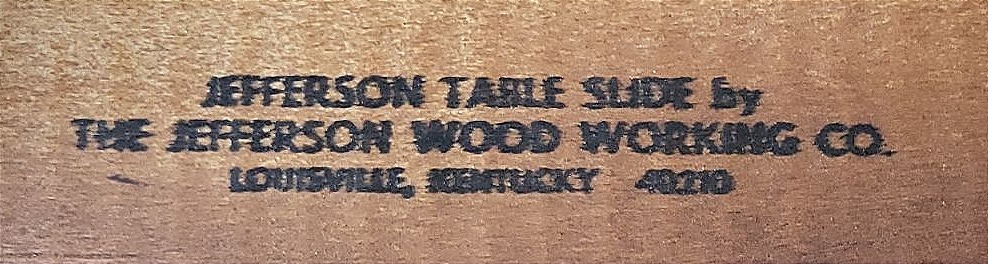 JEFFERSON TABLE SLIDE by
THE JEFFERSON WOOD WORKING CO.
LOUISVILLE, KENTUCKY 40210